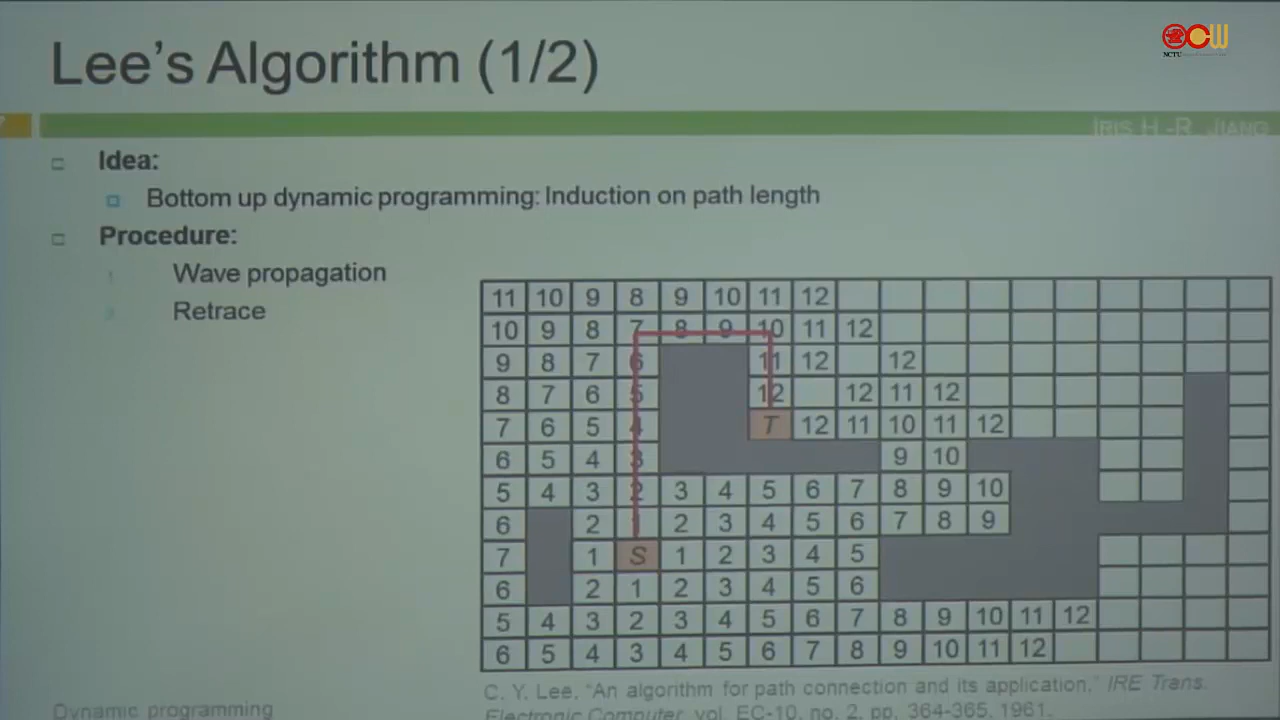 Lee's Algorithm (1/2)
NCTU
IRIS H.-R. JIANG
Idea:
Bottom up dynamic programming: Induction on path length
Procedure:
Wave propagation
Retrace
11 10 9 8 9 10 11 12
10 9 8 7 8 9 10 11 12
9 8 7 6 11 12 12
8 7 6 5 12 12 11 12
7 6 5 4 T 12 11 10 11 12
6 5 4 3 9 10
5 4 3 2 3 4 5 6 7 8 9 10
6 2 1 2 3 4 5 6 7 8 9
7 1 S 1 2 3 4 5
6 2 1 2 3 4 5 6
5 4 3 2 3 4 5 6 7 8 9 10 11 12
6 5 4 3 4 5 6 7 8 9 10 11 12
C. Y. Lee, "An algorithm for path connection and its application," IRE Trans.
Electronic Computer, vol. EC-10, no. 2, pp. 364-365, 1961.
Dynamic programming